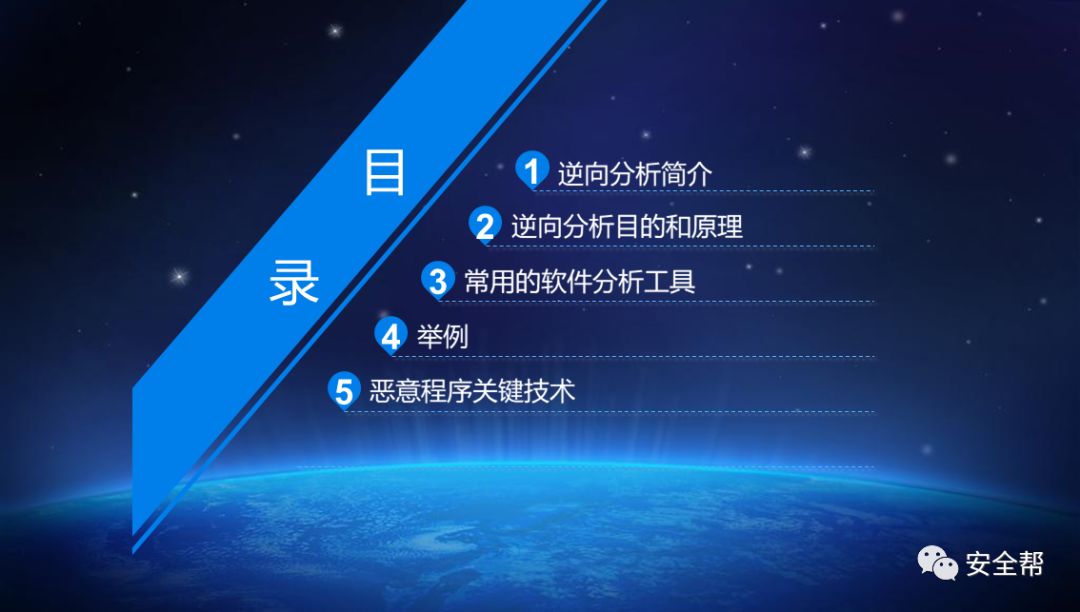 目
录
1 逆向分析简介
2 逆向分析目的和原理
3 常用的软件分析工具
4 举例
5 恶意程序关键技术
安全帮